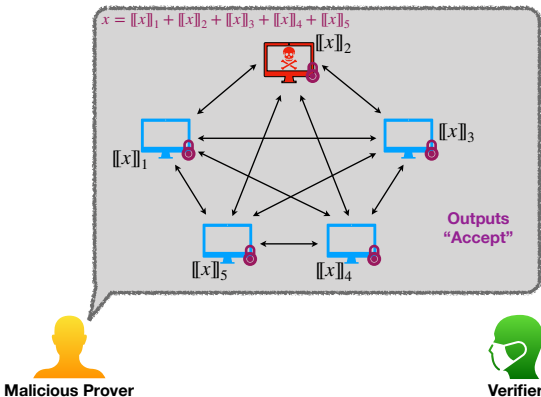 x = ⟦x⟧₁ + ⟦x⟧₂ + ⟦x⟧₃ + ⟦x⟧₄ + ⟦x⟧₅
⟦x⟧₂
⟦x⟧₁
⟦x⟧₃
Outputs
“Accept”
⟦x⟧₅
⟦x⟧₄
Malicious Prover
Verifier